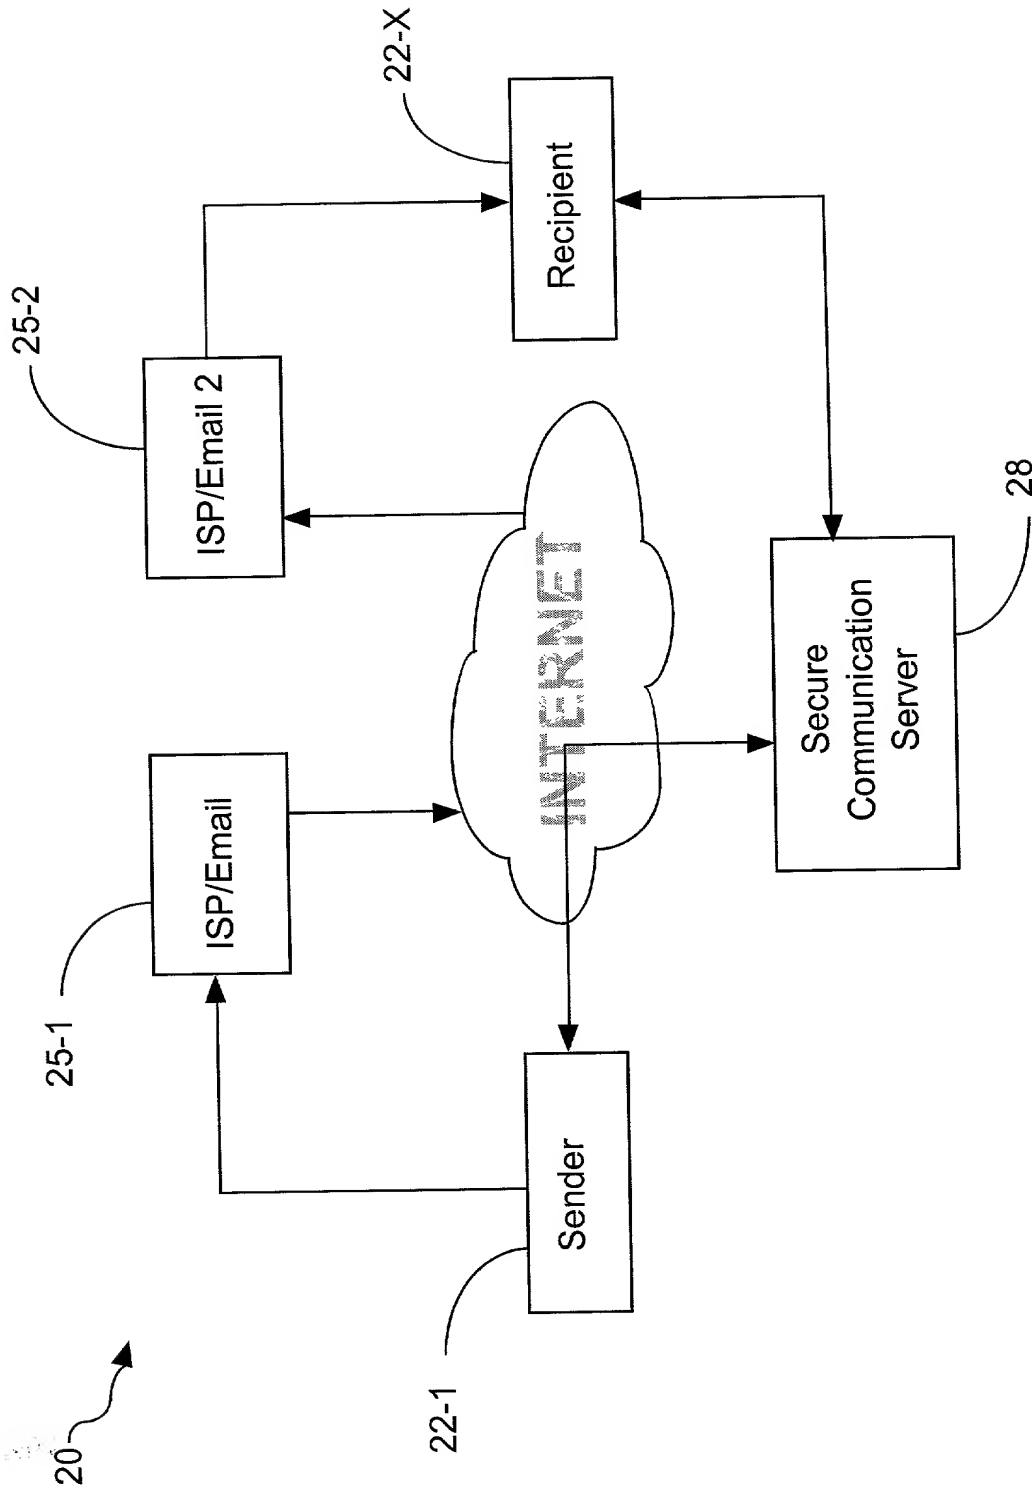 20
25-1
25-2
ISP/Email
ISP/Email 2
22-1
22-X
Sender
INTERNET
Recipient
Secure
Communication
Server
28